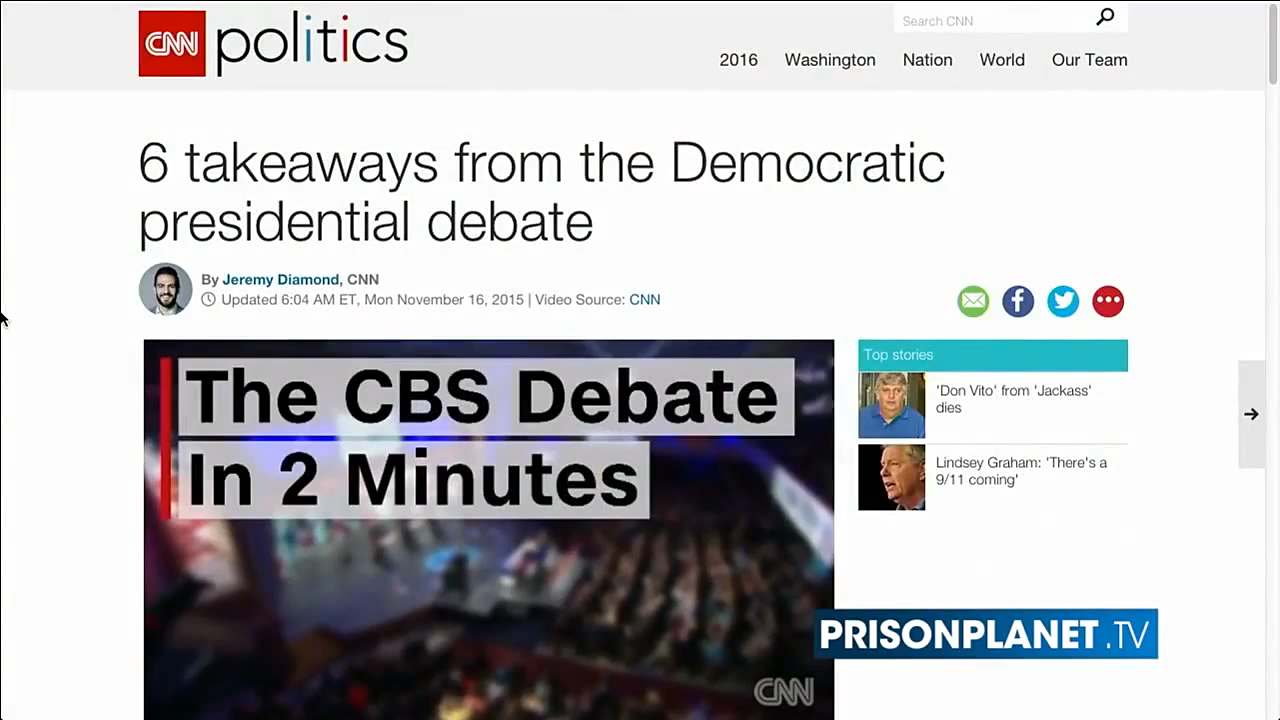 CNN politics
Search CNN
2016 Washington Nation World Our Team
6 takeaways from the Democratic
presidential debate
By Jeremy Diamond, CNN
Updated 6:04 AM ET, Mon November 16, 2015 | Video Source: CNN
The CBS Debate
In 2 Minutes
Top stories
'Don Vito' from 'Jackass'
dies
Lindsey Graham: 'There's a
9/11 coming'
PRISONPLANET.TV
CNN